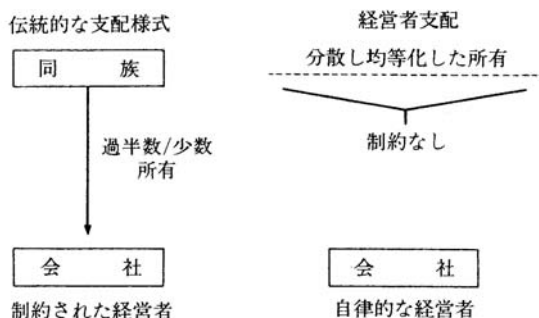 伝統的な支配様式
同 族
過半数/少数
所有
会 社
制約された経営者
経営者支配
分散し均等化した所有
制約なし
会 社
自律的な経営者